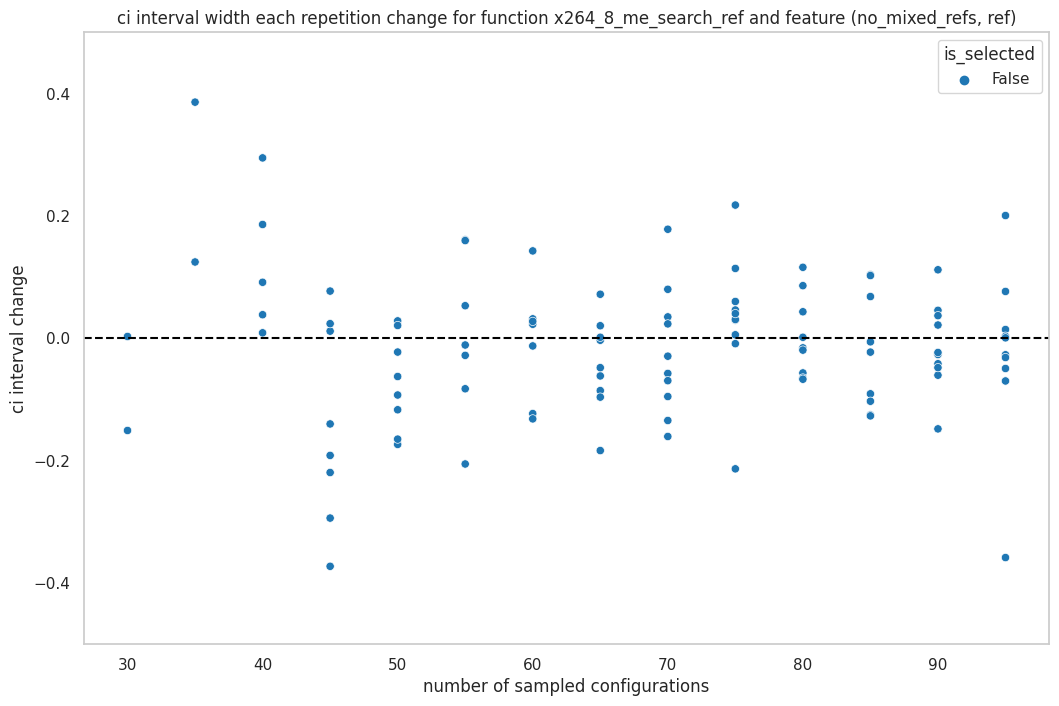 ci interval width each repetition change for function x264_8_me_search_ref and feature (no_mixed_refs, ref)
is_selected
False
ci interval change
0.4
0.2
0.0
−0.2
−0.4
30 40 50 60 70 80 90
number of sampled configurations